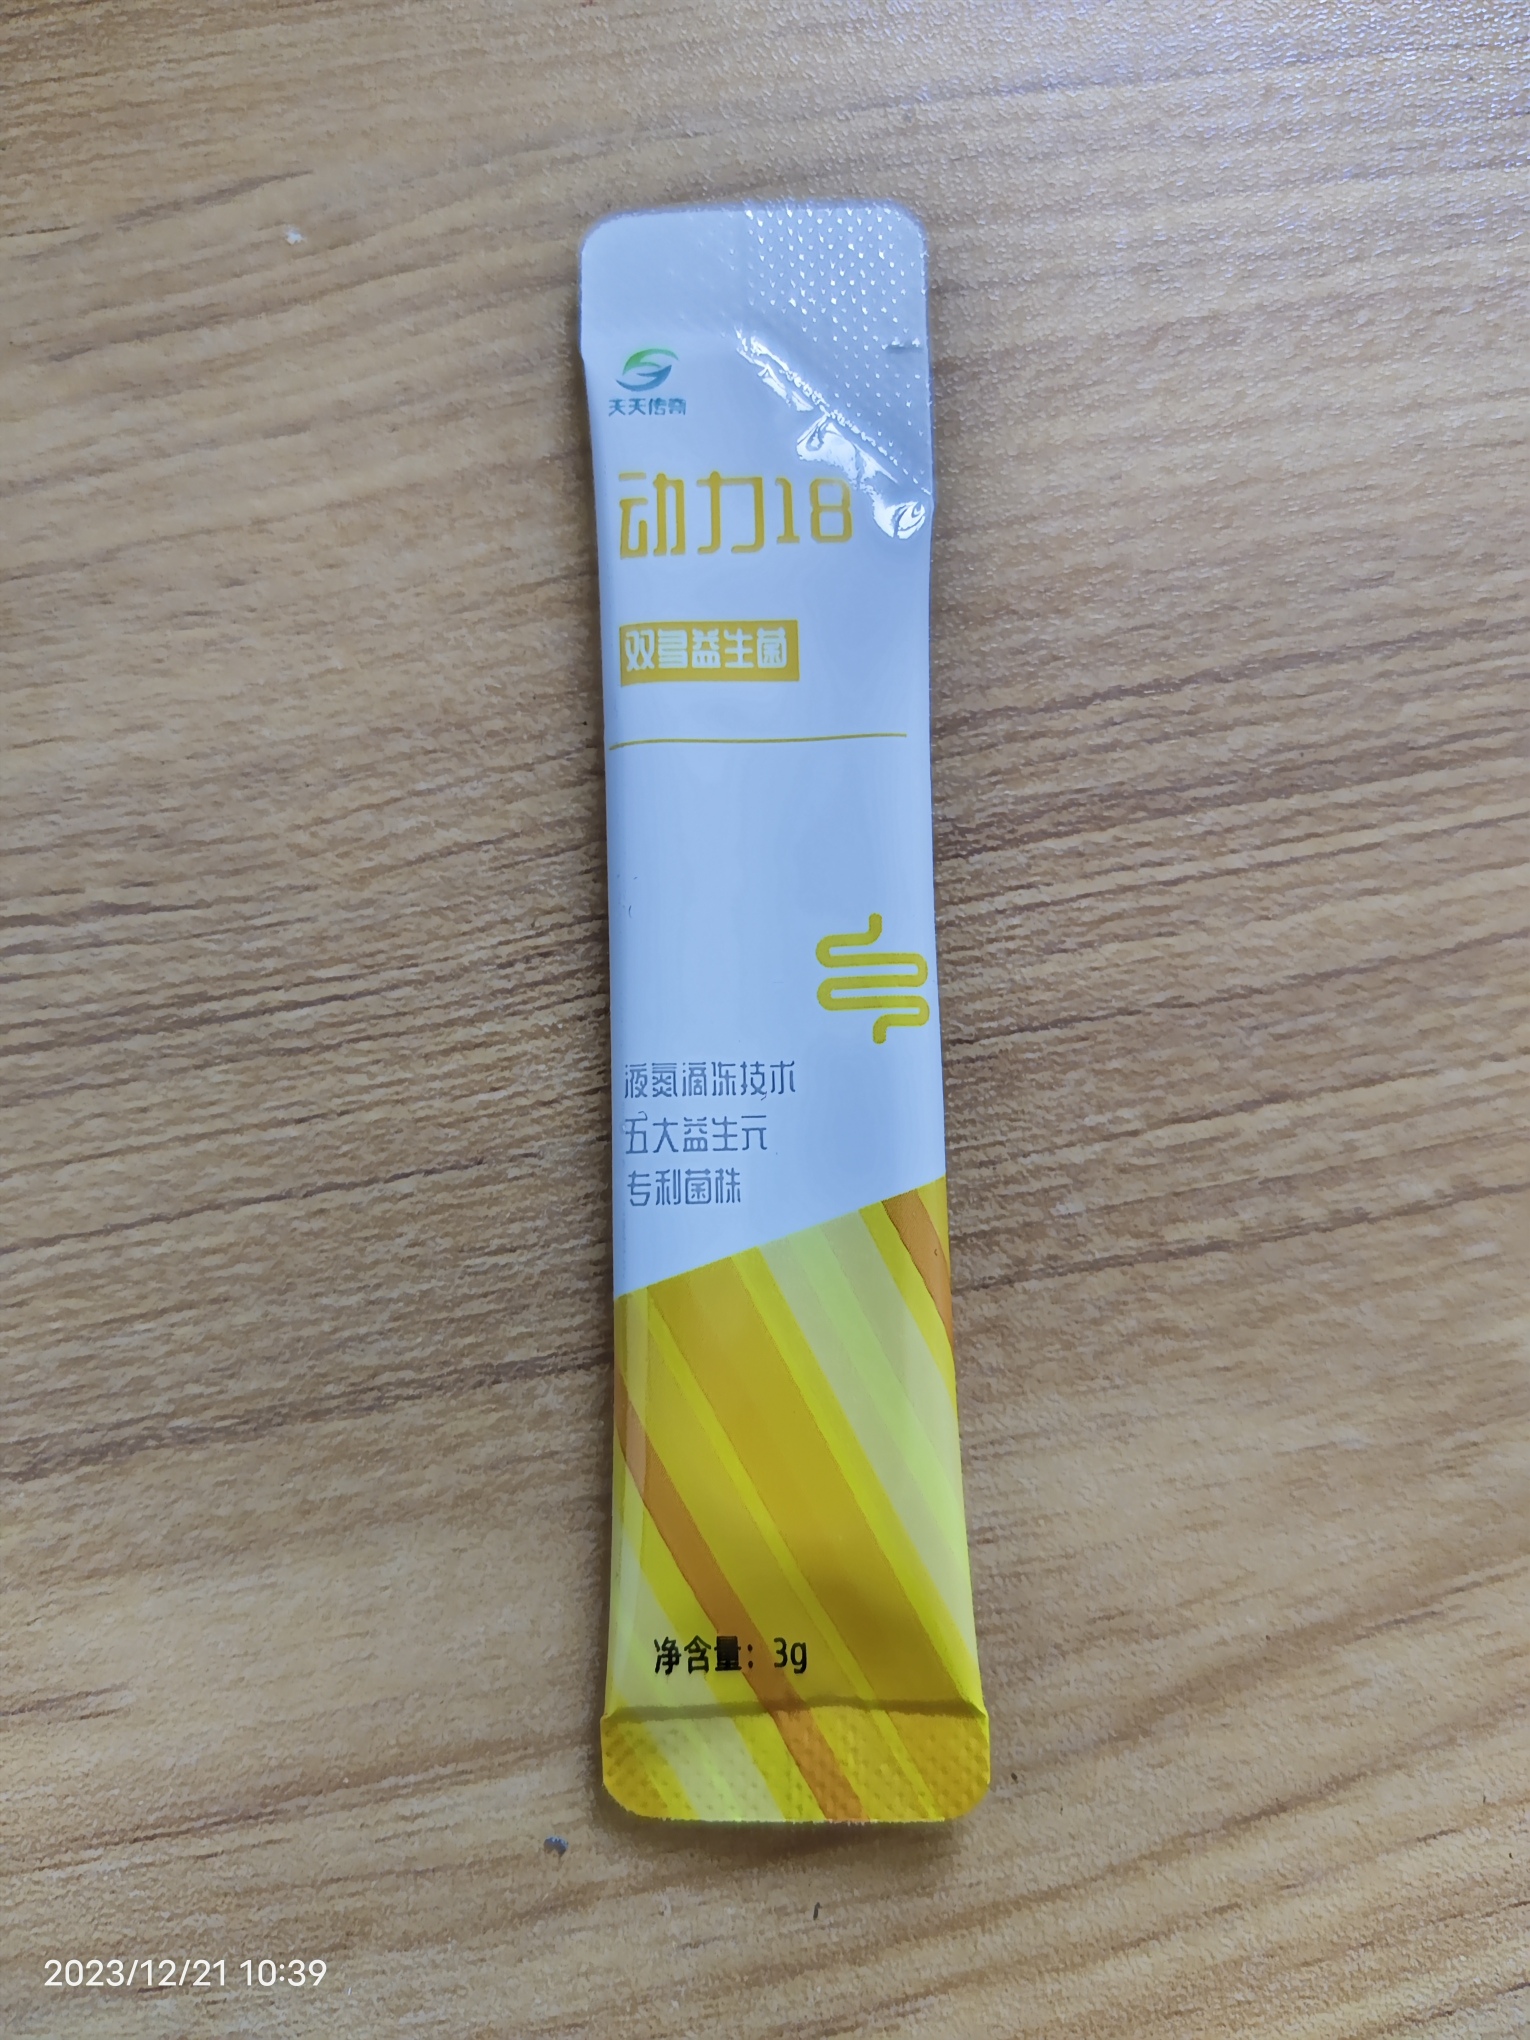 天天传奇
动力18
双多益生菌
液氮滴冻技术
五大益生元
专利菌株
净含量：3g
2023/12/21 10:39